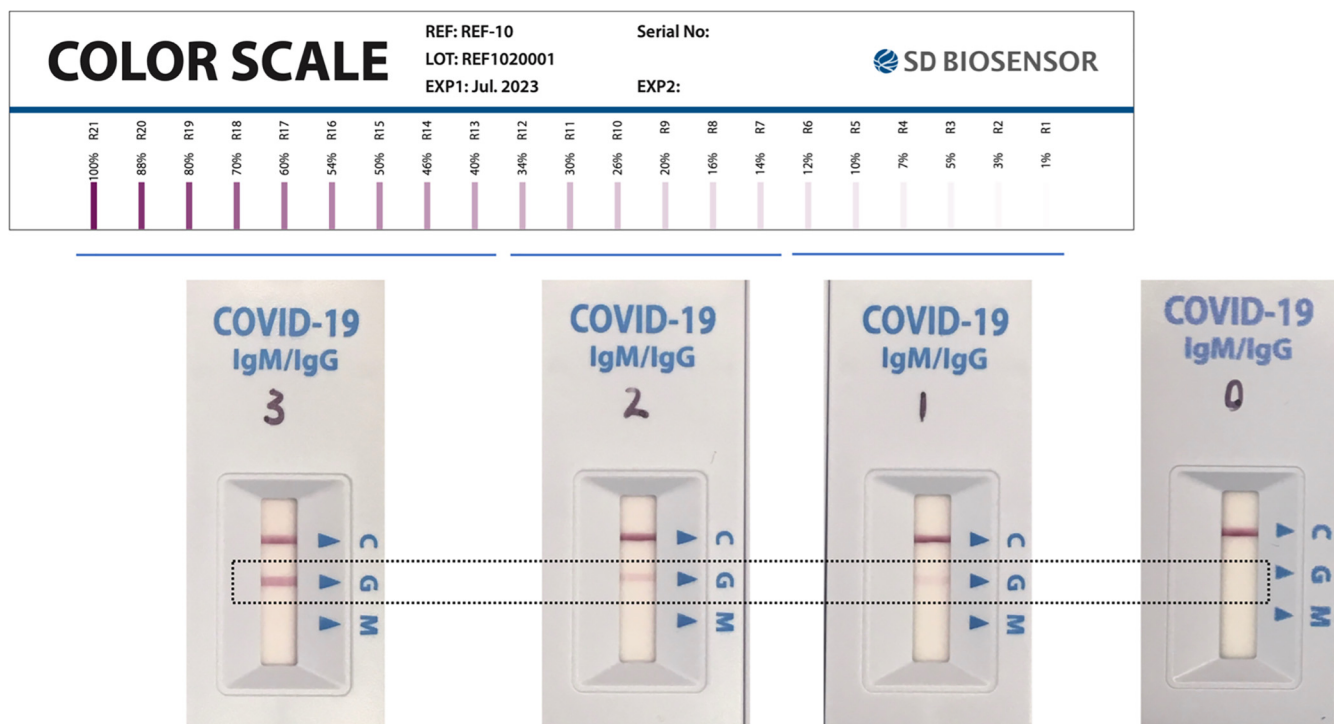 COLOR SCALE
REF: REF-10
LOT: REF1020001
EXP1: Jul. 2023
Serial No:
EXP2:
SD BIOSENSOR
R21 R20 R19 R18 R17 R16 R15 R14 R13 R12 R11 R10 R9 R8 R7 R6 R5 R4 R3 R2 R1
100% 88% 80% 70% 60% 54% 50% 46% 40% 34% 30% 26% 20% 16% 14% 12% 10% 7% 5% 3% 1%
COVID-19
IgM/IgG
3
C
G
M
COVID-19
IgM/IgG
2
C
G
M
COVID-19
IgM/IgG
1
C
G
M
COVID-19
IgM/IgG
0
C
G
M